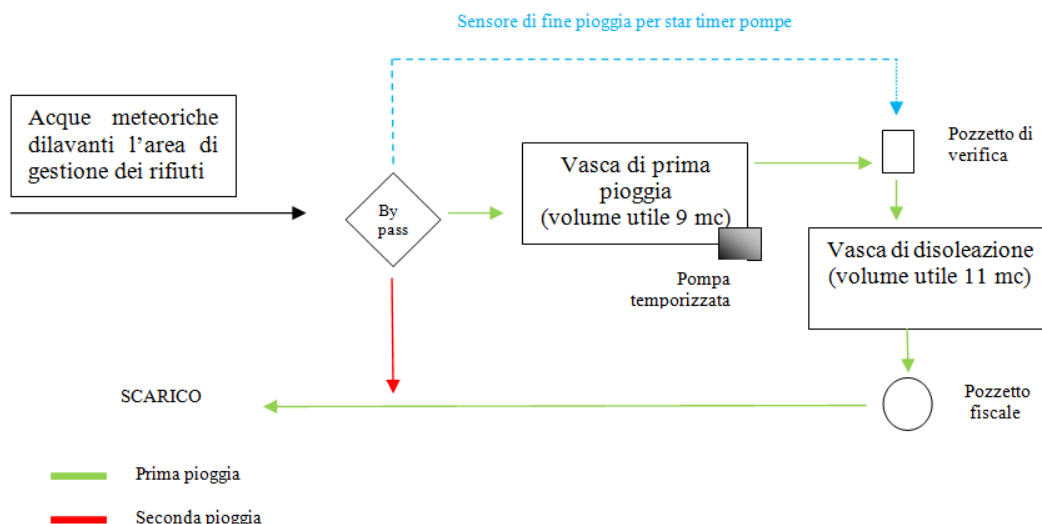 Sensore di fine pioggia per star timer pompe
Acque meteoriche
dilavanti l'area di
gestione dei rifiuti
By
pass
Vasca di prima
pioggia
(volume utile 9 mc)
Pompa
temporizzata
Pozzetto di
verifica
Vasca di disoleazione
(volume utile 11 mc)
SCARICO
Pozzetto
fiscale
Prima pioggia
Seconda pioggia